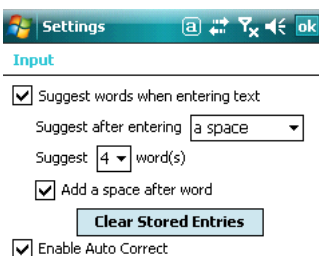 Settings a ok
Input
Suggest words when entering text
Suggest after entering a space
Suggest 4 word(s)
Add a space after word
Clear Stored Entries
Enable Auto Correct